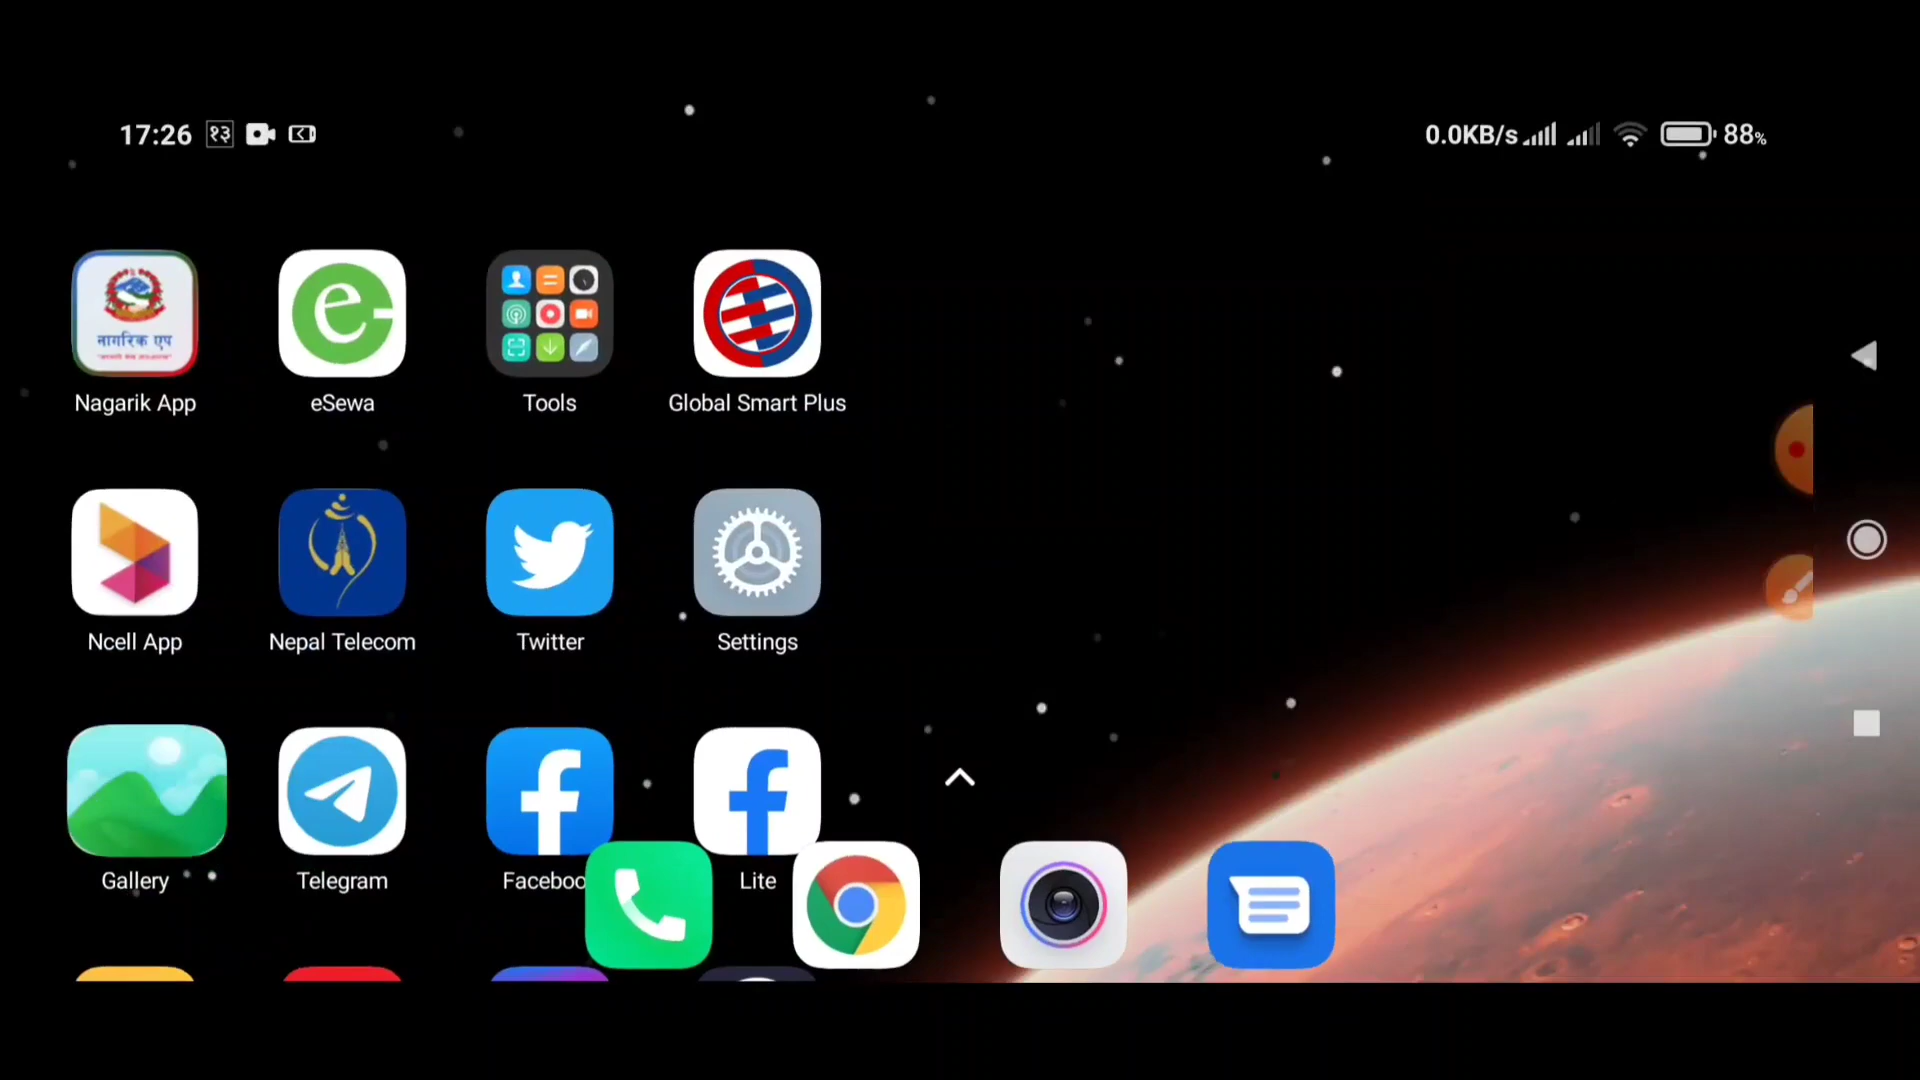 17:26 १३
0.0KB/s 88%
नागरिक एप
Nagarik App
eSewa
Tools
Global Smart Plus
Ncell App
Nepal Telecom
Twitter
Settings
Gallery
Telegram
Faceboo
Lite